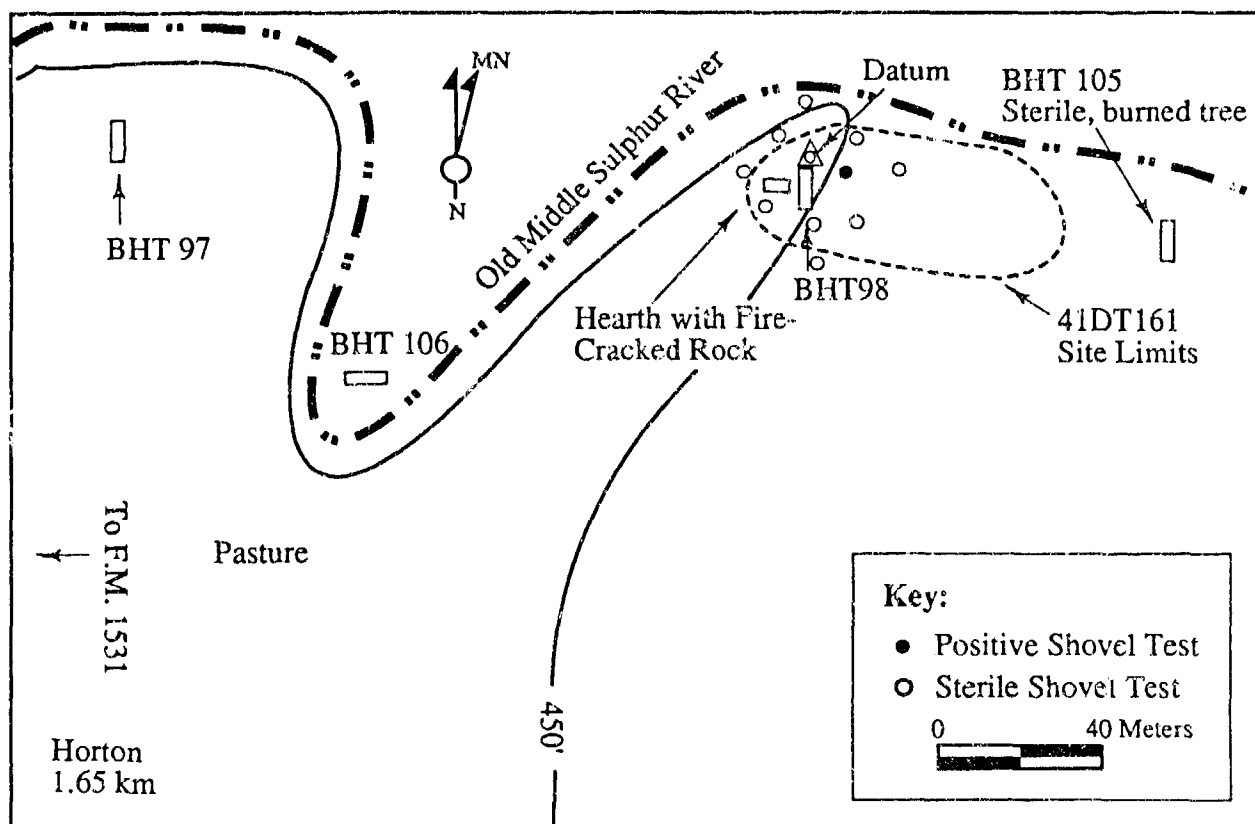 MN
N
Old Middle Sulphur River
Datum
BHT 105
Sterile, burned tree
BHT 97
BHT 106
BHT98
Hearth with Fire-
Cracked Rock
41DT161
Site Limits
To F.M. 1531
Pasture
450'
Horton
1.65 km
Key:
Positive Shovel Test
Sterile Shovel Test
0 40 Meters